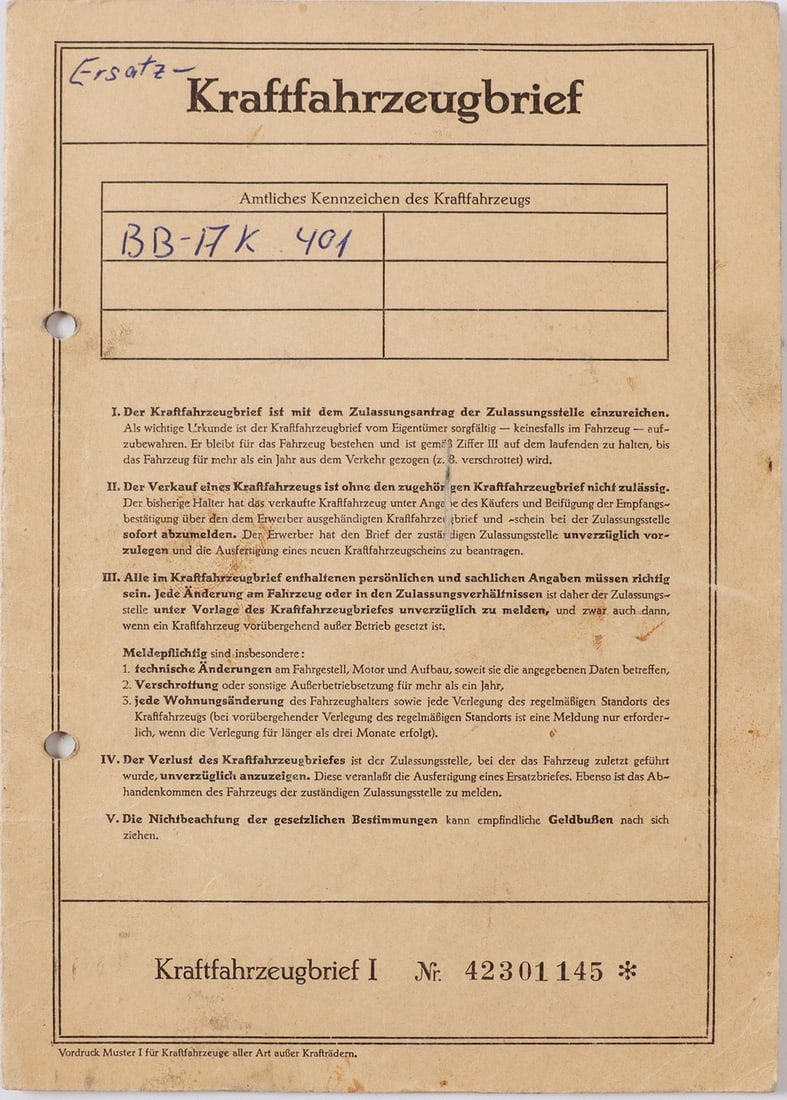 Ersatz-
Kraftfahrzeugbrief
Amtliches Kennzeichen des Kraftfahrzeugs
BB-17K 401
I. Der Kraftfahrzeugbrief ist mit dem Zulassungsantrag der Zulassungsstelle einzureichen.
Als wichtige Urkunde ist der Kraftfahrzeugbrief vom Eigentümer sorgfältig — keinesfalls im Fahrzeug — auf-
zubewahren. Er bleibt für das Fahrzeug bestehen und ist gemäß Ziffer III auf dem laufenden zu halten, bis
das Fahrzeug für mehr als ein Jahr aus dem Verkehr gezogen (z. B. verschrottet) wird.
II. Der Verkauf eines Kraftfahrzeugs ist ohne den zugehörigen Kraftfahrzeugbrief nicht zulässig.
Der bisherige Halter hat das verkaufte Kraftfahrzeug unter Angabe des Käufers und Beifügung der Empfangs-
bestätigung über den dem Erwerber ausgehändigten Kraftfahrzeugbrief und -schein bei der Zulassungsstelle
sofort abzumelden. Der Erwerber hat den Brief der zuständigen Zulassungsstelle unverzüglich vor-
zulegen und die Ausfertigung eines neuen Kraftfahrzeugscheins zu beantragen.
III. Alle im Kraftfahrzeugbrief enthaltenen persönlichen und sachlichen Angaben müssen richtig
sein. Jede Änderung am Fahrzeug oder in den Zulassungsverhältnissen ist daher der Zulassungs-
stelle unter Vorlage des Kraftfahrzeugbriefes unverzüglich zu melden, und zwar auch dann,
wenn ein Kraftfahrzeug vorübergehend außer Betrieb gesetzt ist.
Meldepflichtig sind insbesondere:
1. technische Änderungen am Fahrgestell, Motor und Aufbau, soweit sie die angegebenen Daten betreffen,
2. Verschrottung oder sonstige Außerbetriebsetzung für mehr als ein Jahr,
3. jede Wohnungsänderung des Fahrzeughalters sowie jede Verlegung des regelmäßigen Standorts des
Kraftfahrzeugs (bei vorübergehender Verlegung des regelmäßigen Standorts ist eine Meldung nur erforder-
lich, wenn die Verlegung für länger als drei Monate erfolgt).
IV. Der Verlust des Kraftfahrzeugbriefes ist der Zulassungsstelle, bei der das Fahrzeug zuletzt geführt
wurde, unverzüglich anzuzeigen. Diese veranlaßt die Ausfertigung eines Ersatzbriefes. Ebenso ist das Ab-
handenkommen des Fahrzeugs der zuständigen Zulassungsstelle zu melden.
V. Die Nichtbeachtung der gesetzlichen Bestimmungen kann empfindliche Geldbußen nach sich
ziehen.
Kraftfahrzeugbrief I Nr. 42301145 *
Vordruck Muster I für Kraftfahrzeuge aller Art außer Krafträdern.